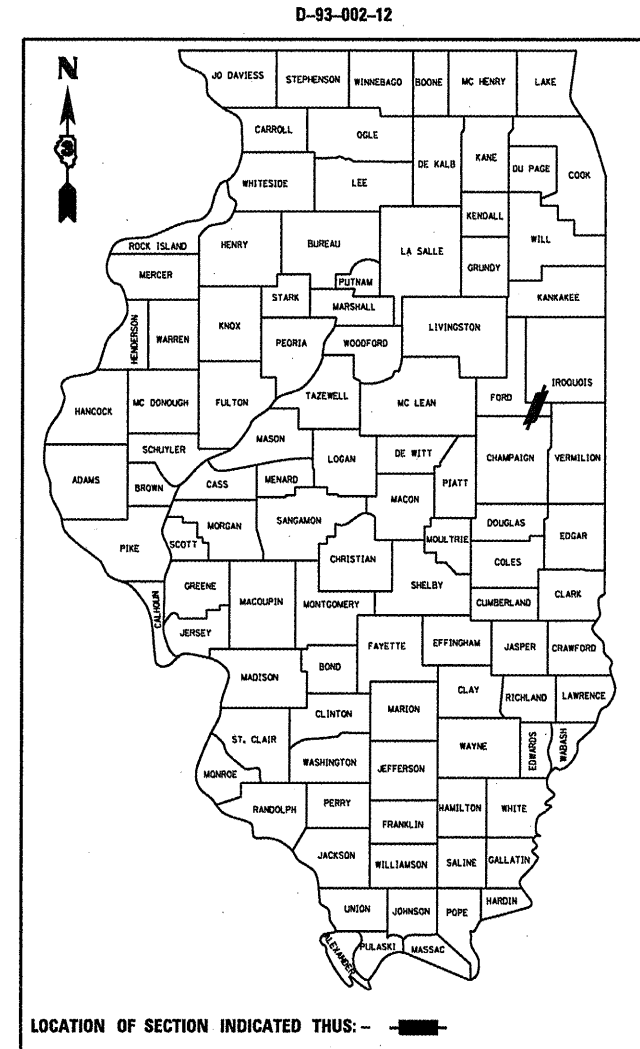 D-93-002-12
N
3
JO DAVIESS STEPHENSON WINNEBAGO BOONE MC HENRY LAKE
CARROLL OGLE
DE KALB KANE DU PAGE COOK
WHITESIDE LEE
KENDALL
ROCK ISLAND HENRY BUREAU LA SALLE WILL
MERCER PUTNAM GRUNDY
STARK MARSHALL KANKAKEE
HENDERSON WARREN KNOX PEORIA WOODFORD LIVINGSTON
IROQUOIS
HANCOCK MC DONOUGH FULTON TAZEWELL MC LEAN FORD
MASON
SCHUYLER LOGAN DE WITT CHAMPAIGN VERMILION
ADAMS BROWN CASS MENARD PIATT
MACON
MORGAN SANGAMON DOUGLAS EDGAR
PIKE SCOTT CHRISTIAN MOULTRIE COLES
GREENE MACOUPIN MONTGOMERY SHELBY CUMBERLAND CLARK
CALHOUN JERSEY
FAYETTE EFFINGHAM JASPER CRAWFORD
MADISON BOND
CLAY RICHLAND LAWRENCE
CLINTON MARION
ST. CLAIR WAYNE EDWARDS WABASH
MONROE WASHINGTON JEFFERSON
RANDOLPH PERRY HAMILTON WHITE
FRANKLIN
JACKSON WILLIAMSON SALINE GALLATIN
UNION JOHNSON POPE HARDIN
ALEXANDER PULASKI MASSAC
LOCATION OF SECTION INDICATED THUS: -